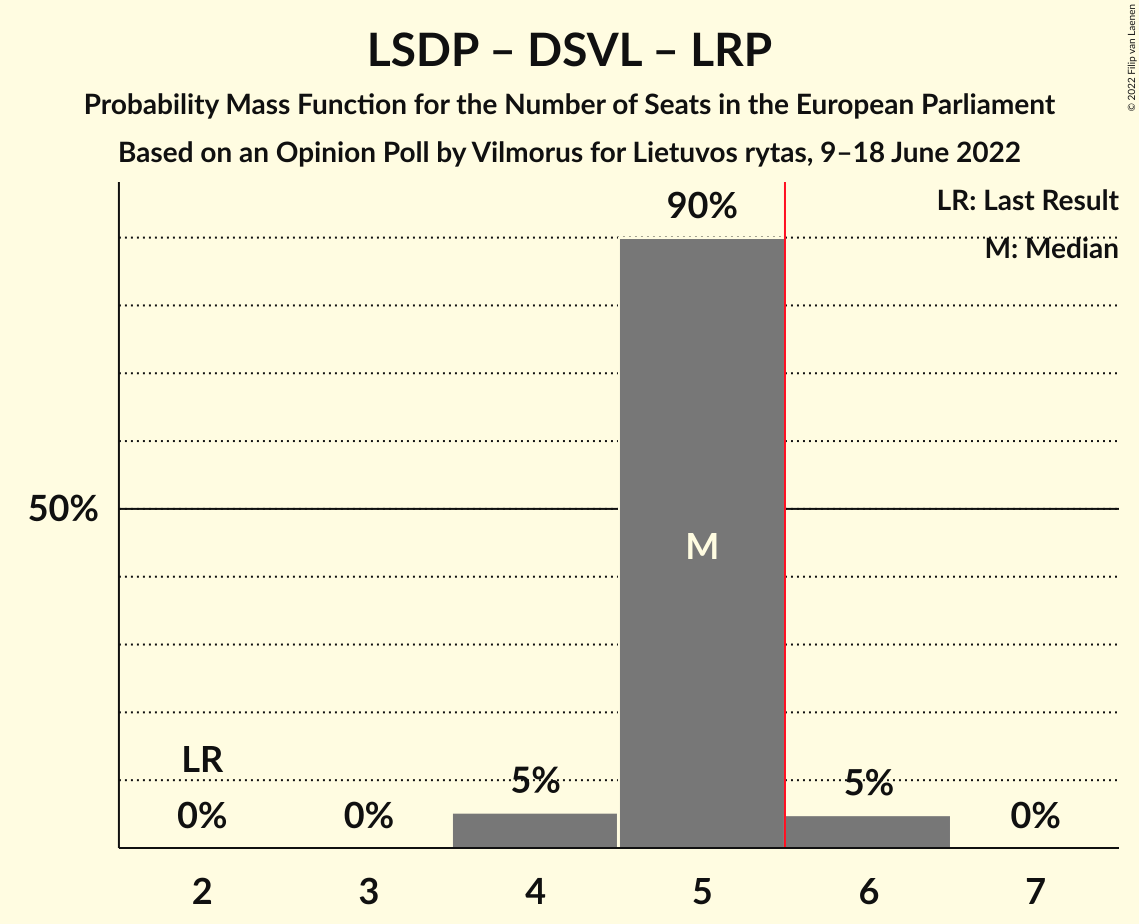 LSDP – DSVL – LRP
Probability Mass Function for the Number of Seats in the European Parliament
Based on an Opinion Poll by Vilmorus for Lietuvos rytas, 9–18 June 2022
© 2022 Filip van Laenen
LR: Last Result
M: Median
90%
50%
M
LR
0%
0%
5%
5%
0%
2
3
4
5
6
7